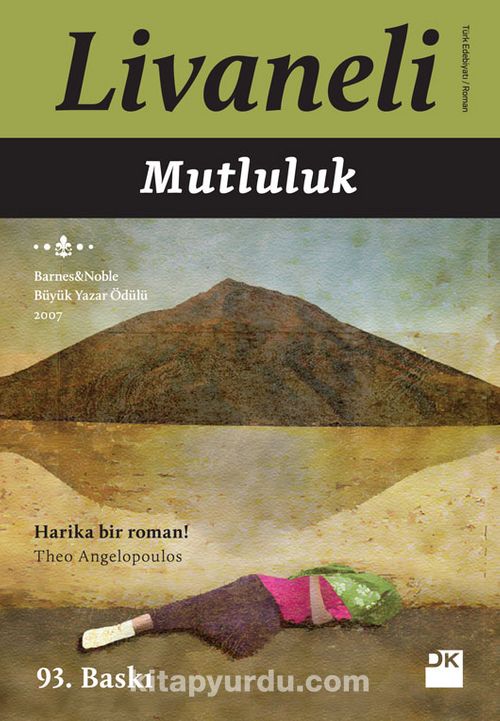 Livaneli
Türk Edebiyatı / Roman
Mutluluk
Barnes&Noble
Büyük Yazar Ödülü
2007
Harika bir roman!
Theo Angelopoulos
93. Baskı
DK
kitapyurdu.com